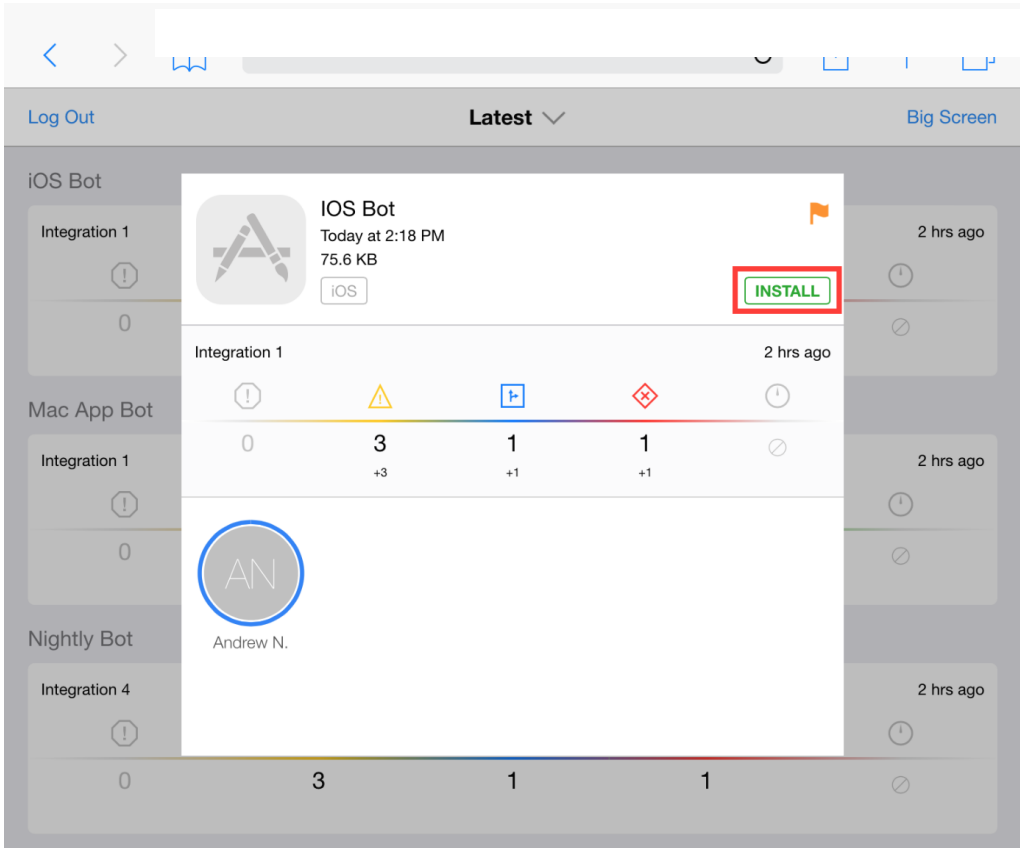 Log Out Latest Big Screen
iOS Bot
Integration 1 2 hrs ago
0
IOS Bot
Today at 2:18 PM
75.6 KB
iOS
INSTALL
Integration 1 2 hrs ago
0 3 1 1
+3 +1 +1
AN
Andrew N.
Mac App Bot
Integration 1 2 hrs ago
0
Nightly Bot
Integration 4 2 hrs ago
0 3 1 1